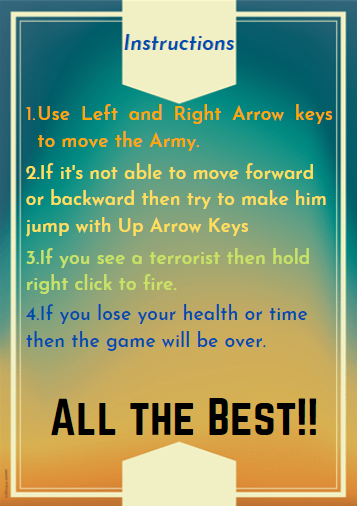 Instructions
1.Use Left and Right Arrow keys
to move the Army.
2.If it's not able to move forward
or backward then try to make him
jump with Up Arrow Keys
3.If you see a terrorist then hold
right click to fire.
4.If you lose your health or time
then the game will be over.
ALL THE BEST!!